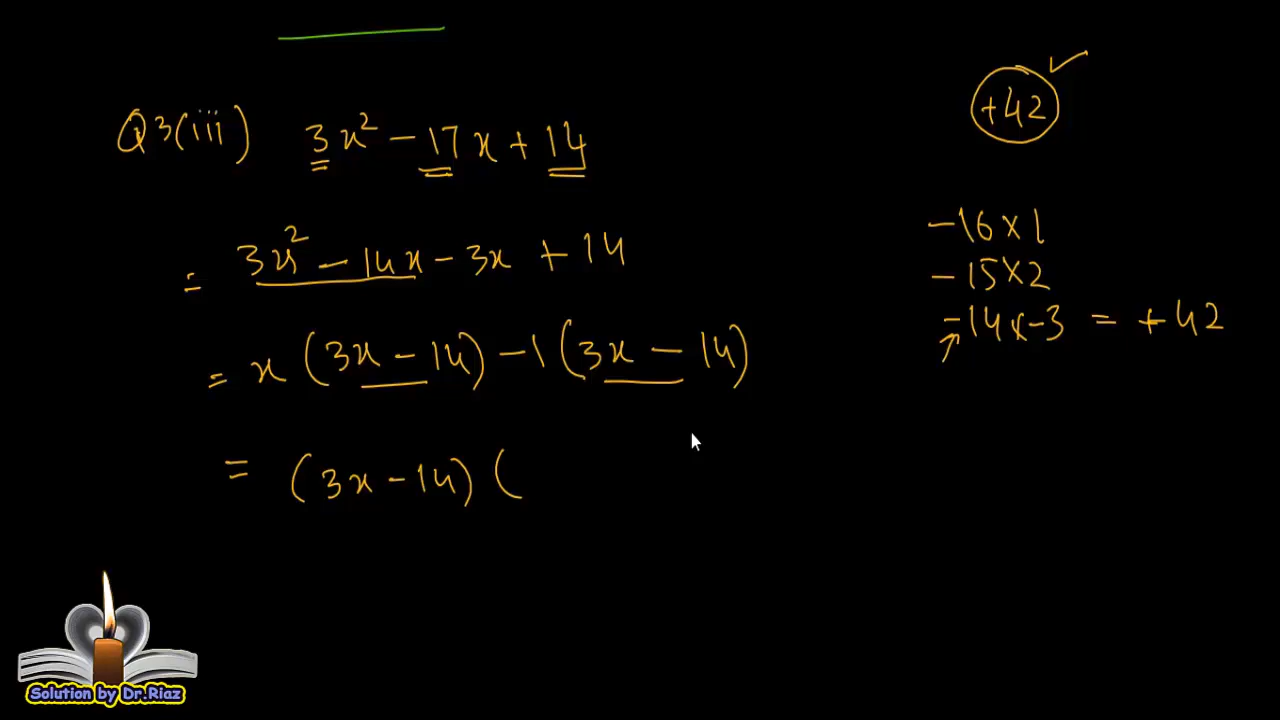 Q3(iii) 3x² - 17x + 14
= 3x² - 14x - 3x + 14
= x (3x - 14) - 1 (3x - 14)
= (3x - 14) (
+42 ✓
-16 × 1
-15 × 2
-14 × -3 = +42
Solution by Dr.Riaz